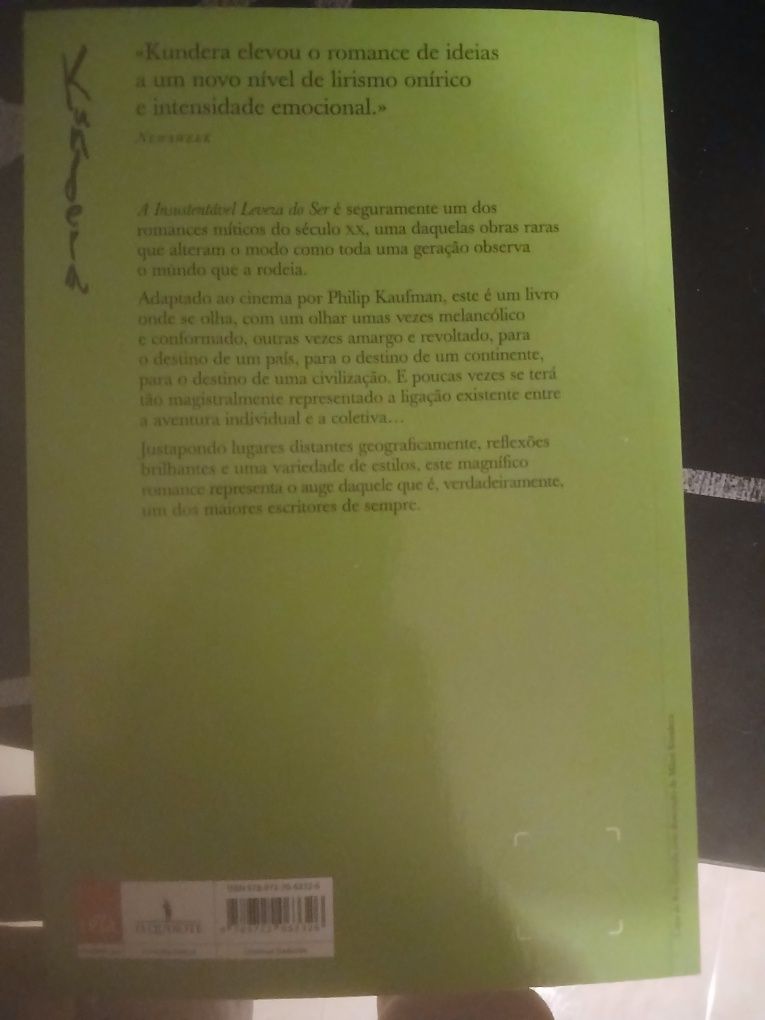 Kundera
«Kundera elevou o romance de ideias
a um novo nível de lirismo onírico
e intensidade emocional.»
NEWSWEEK
A Insustentável Leveza do Ser é seguramente um dos
romances míticos do século XX, uma daquelas obras raras
que alteram o modo como toda uma geração observa
o mundo que a rodeia.
Adaptado ao cinema por Philip Kaufman, este é um livro
onde se olha, com um olhar umas vezes melancólico
e conformado, outras vezes amargo e revoltado, para
o destino de um país, para o destino de um continente,
para o destino de uma civilização. E poucas vezes se terá
tão magistralmente representado a ligação existente entre
a aventura individual e a coletiva...
Justapondo lugares distantes geograficamente, reflexões
brilhantes e uma variedade de estilos, este magnífico
romance representa o auge daquele que é, verdadeiramente,
um dos maiores escritores de sempre.
D. QUIXOTE
ISBN